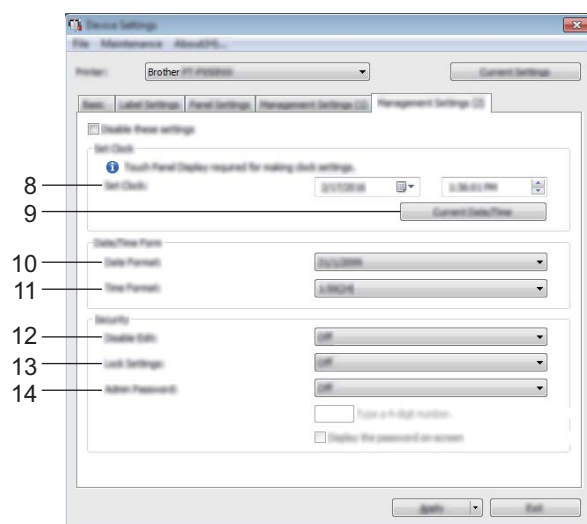 Device Settings
File Maintenance About(H)...
Printer: Brother Current Settings
Basic Label Settings Panel Settings Management Settings (1) Management Settings (2)
Disable these settings
Set Clock
Touch Panel Display required for making clock settings.
8 Set Clock: 2/17/2016 1:36:01 PM
9 Current Date/Time
Date/Time Form
10 Date Format:
11 Time Format: 1:59(24)
Security
12 Disable Edit: Off
13 Lock Settings: Off
14 Admin Password: Off
Type a 4-digit number.
Display the password on screen
Apply Exit